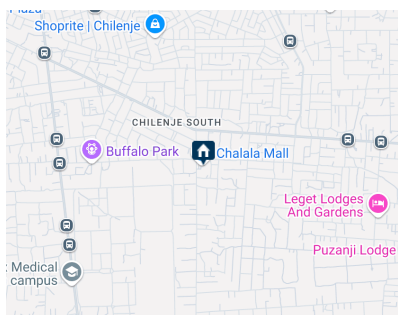 Plaza
Shoprite | Chilenje
CHILENJE SOUTH
Buffalo Park
Chalala Mall
Leget Lodges
And Gardens
Puzanji Lodge
Medical
campus